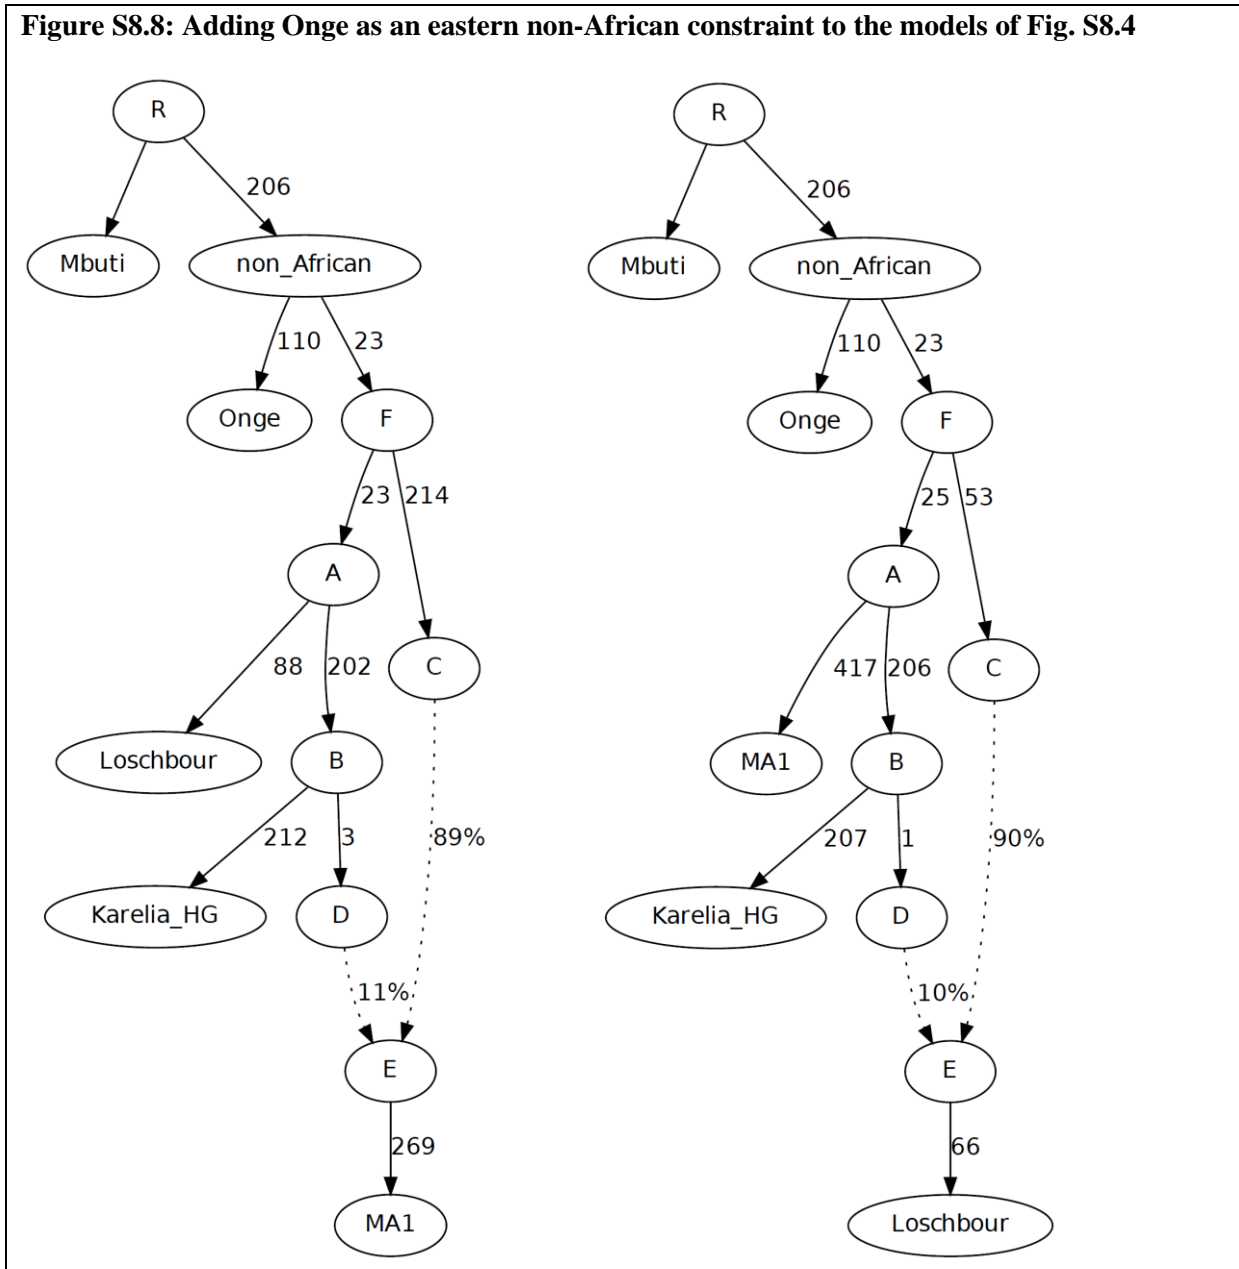 Figure S8.8: Adding Onge as an eastern non-African constraint to the models of Fig. S8.4
R
206
Mbuti
non_African
110
23
Onge
F
23
214
A
88
202
C
Loschbour
B
212
3
89%
Karelia_HG
D
11%
E
269
MA1
R
206
Mbuti
non_African
110
23
Onge
F
25
53
A
417
206
C
MA1
B
207
1
90%
Karelia_HG
D
10%
E
66
Loschbour